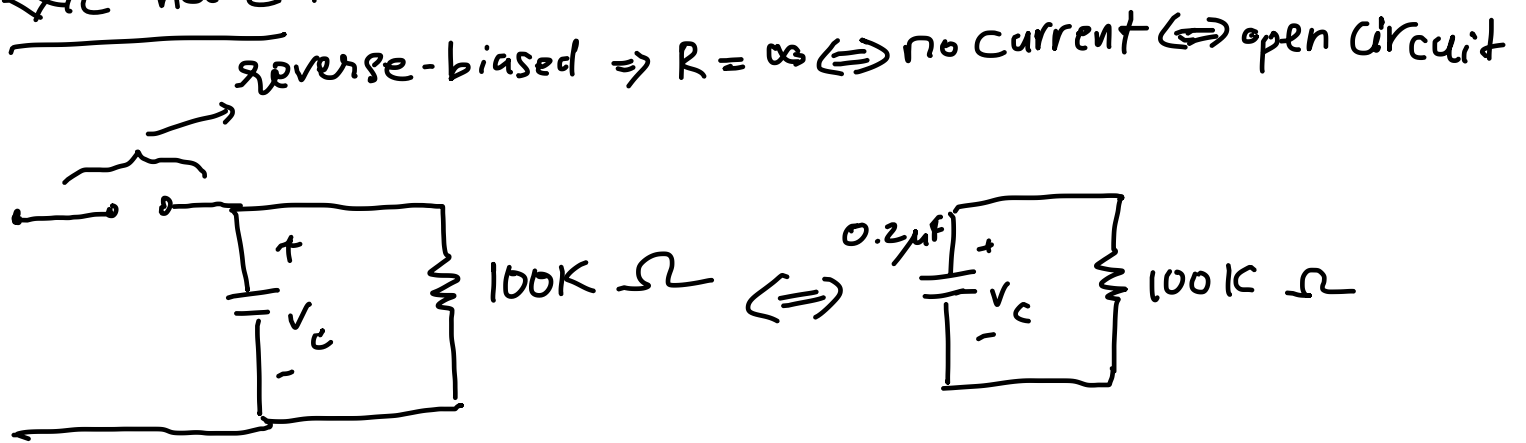 reverse-biased ⇒ R = ∞ ⇔ no current ⇔ open circuit
+
V_c
-
100K Ω
⇔
0.2μF
+
V_c
-
100K Ω